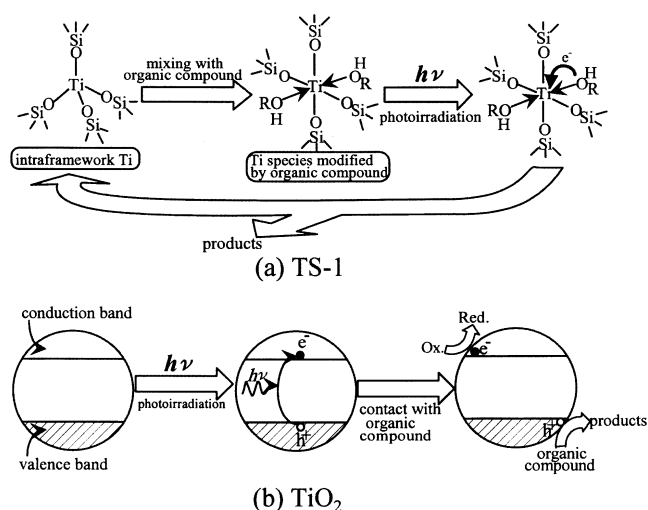 Si
O
Ti
Si O
O Si
O
Si
intraframework Ti
mixing with
organic compound
Si
O
H
Si O
OR
Ti
RO
H
O Si
O
Si
Ti species modified
by organic compound
hν
photoirradiation
Si
O
e-
H
Si O
OR
Ti
RO
H
O Si
O
Si
products
(a) TS-1
conduction band
valence band
hν
photoirradiation
e-
hν
h+
contact with
organic
compound
Red.
Ox.
e-
h+
products
organic
compound
(b) TiO2